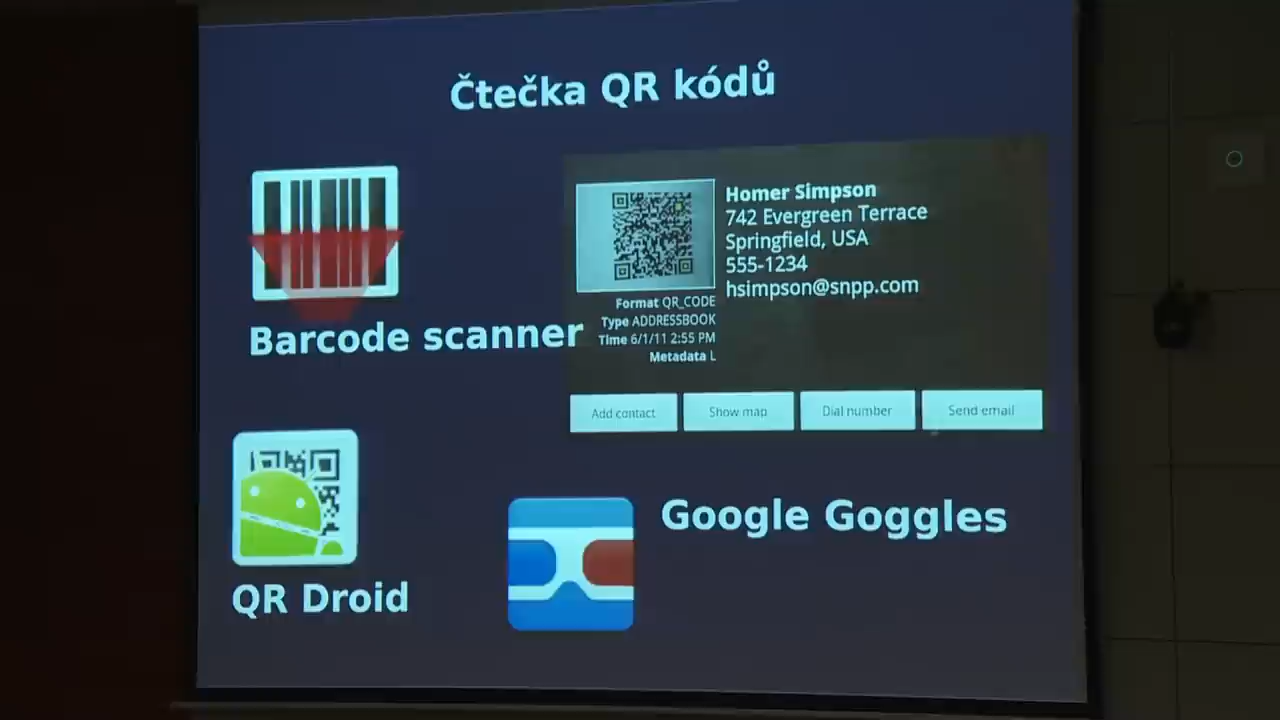 Čtečka QR kódů
Barcode scanner
Homer Simpson
742 Evergreen Terrace
Springfield, USA
555-1234
hsimpson@snpp.com
Format QR_CODE
Type ADDRESSBOOK
Time 6/1/11 2:55 PM
Metadata L
Add contact
Show map
Dial number
Send email
QR Droid
Google Goggles